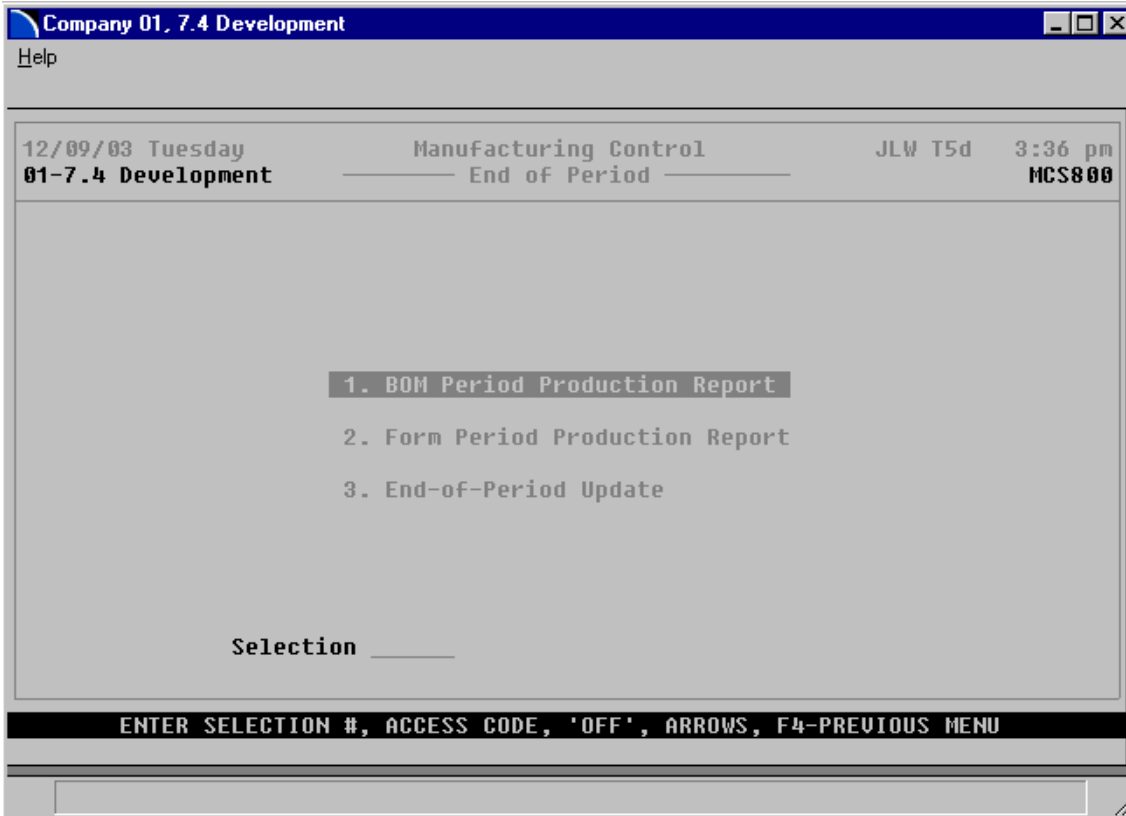 Company 01, 7.4 Development
Help
12/09/03 Tuesday Manufacturing Control JLW T5d 3:36 pm
01-7.4 Development End of Period MCS800
1. BOM Period Production Report
2. Form Period Production Report
3. End-of-Period Update
Selection ______
ENTER SELECTION #, ACCESS CODE, 'OFF', ARROWS, F4-PREVIOUS MENU